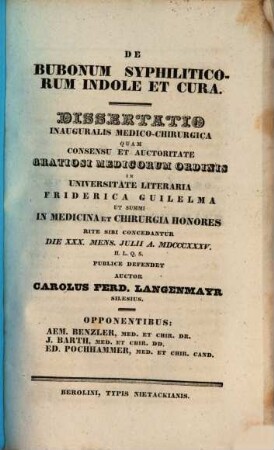 DE
BUBONUM SYPHILITICO-
RUM INDOLE ET CURA.
DISSERTATIO
INAUGURALIS MEDICO-CHIRURGICA
QUAM
CONSENSU ET AUCTORITATE
GRATIOSI MEDICORUM ORDINIS
IN
UNIVERSITATE LITERARIA
FRIDERICA GUILELMA
UT SUMMI
IN MEDICINA ET CHIRURGIA HONORES
RITE SIBI CONCEDANTUR
DIE XXX. MENS. JULII A. MDCCCXXXV.
H. L. Q. S.
PUBLICE DEFENDET
AUCTOR
CAROLUS FERD. LANGENMAYR
SILESIUS.
OPPONENTIBUS:
AEM. BENZLER, MED. ET CHIR. DR.
J. BARTH, MED. ET CHIR. DD.
ED. POCHHAMMER, MED. ET CHIR. CAND.
BEROLINI, TYPIS NIETACKIANIS.